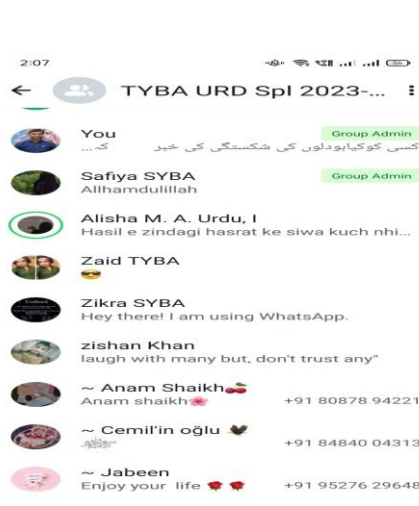 2:07
TYBA URD Spl 2023-...
You
Group Admin
کسی کوکیابودلوں کی شکستگی کی خبر کہ...
Safiya SYBA
Group Admin
Allhamdulillah
Alisha M. A. Urdu, I
Hasil e zindagi hasrat ke siwa kuch nhi...
Zaid TYBA
😎
Zikra SYBA
Hey there! I am using WhatsApp.
zishan Khan
laugh with many but, don't trust any"
~ Anam Shaikh🍒
Anam shaikh🌸 +91 80878 94221
~ Cemil'in oğlu
+91 84840 04313
~ Jabeen
Enjoy your life 🌹 🌹 +91 95276 29648